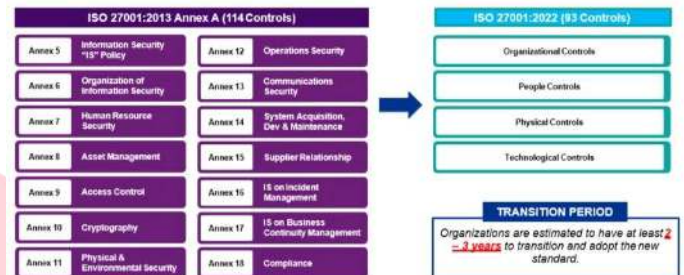 ISO 27001:2013 Annex A (114 Controls)
Annex 5
Information Security
"IS" Policy
Annex 6
Organization of
Information Security
Annex 7
Human Resource
Security
Annex 8
Asset Management
Annex 9
Access Control
Annex 10
Cryptography
Annex 11
Physical &
Environmental Security
Annex 12
Operations Security
Annex 13
Communications
Security
Annex 14
System Acquisition,
Dev & Maintenance
Annex 15
Supplier Relationship
Annex 16
IS on Incident
Management
Annex 17
IS on Business
Continuity Management
Annex 18
Compliance
ISO 27001:2022 (93 Controls)
Organizational Controls
People Controls
Physical Controls
Technological Controls
TRANSITION PERIOD
Organizations are estimated to have at least 2
– 3 years to transition and adopt the new
standard.